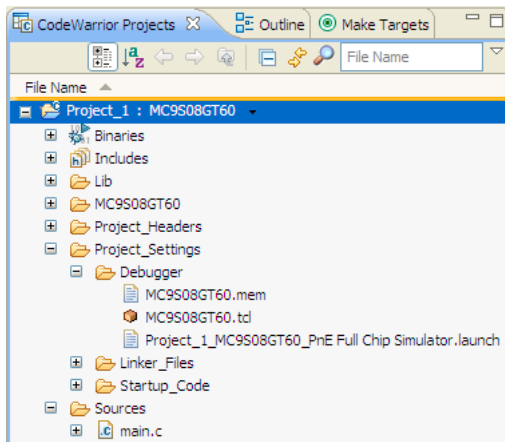 CodeWarrior Projects Outline Make Targets
File Name
File Name
Project_1 : MC9S08GT60
Binaries
Includes
Lib
MC9S08GT60
Project_Headers
Project_Settings
Debugger
MC9S08GT60.mem
MC9S08GT60.tcl
Project_1_MC9S08GT60_PnE Full Chip Simulator.launch
Linker_Files
Startup_Code
Sources
main.c